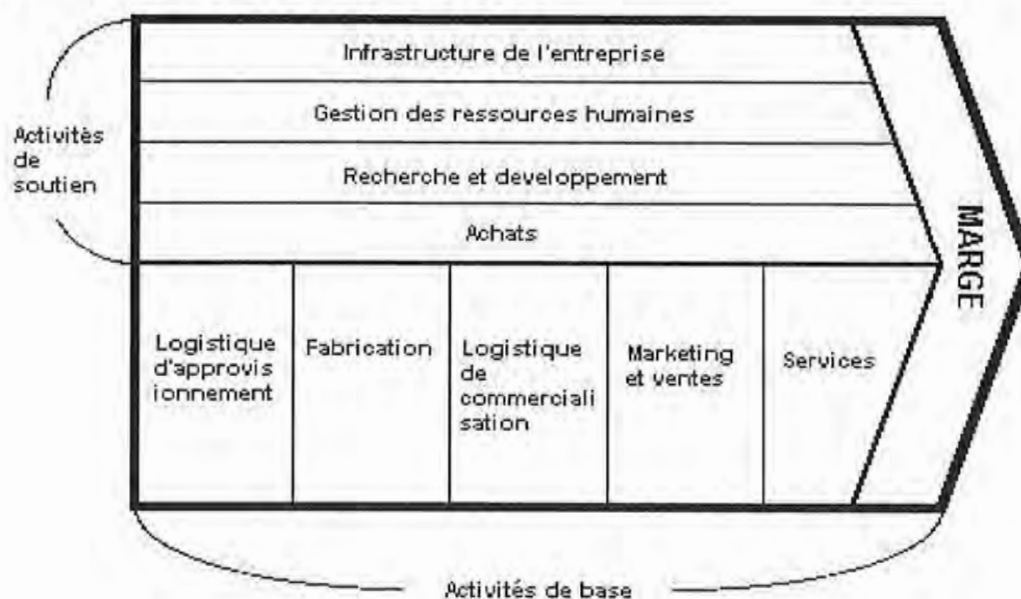 Infrastructure de l'entreprise
Gestion des ressources humaines
Activitès
de
soutien
Recherche et developpement
Achats
MARGE
Logistique
d'approvis
ionnement
Fabrication
Logistique
de
commerciali
sation
Marketing
et ventes
Services
Activités de base